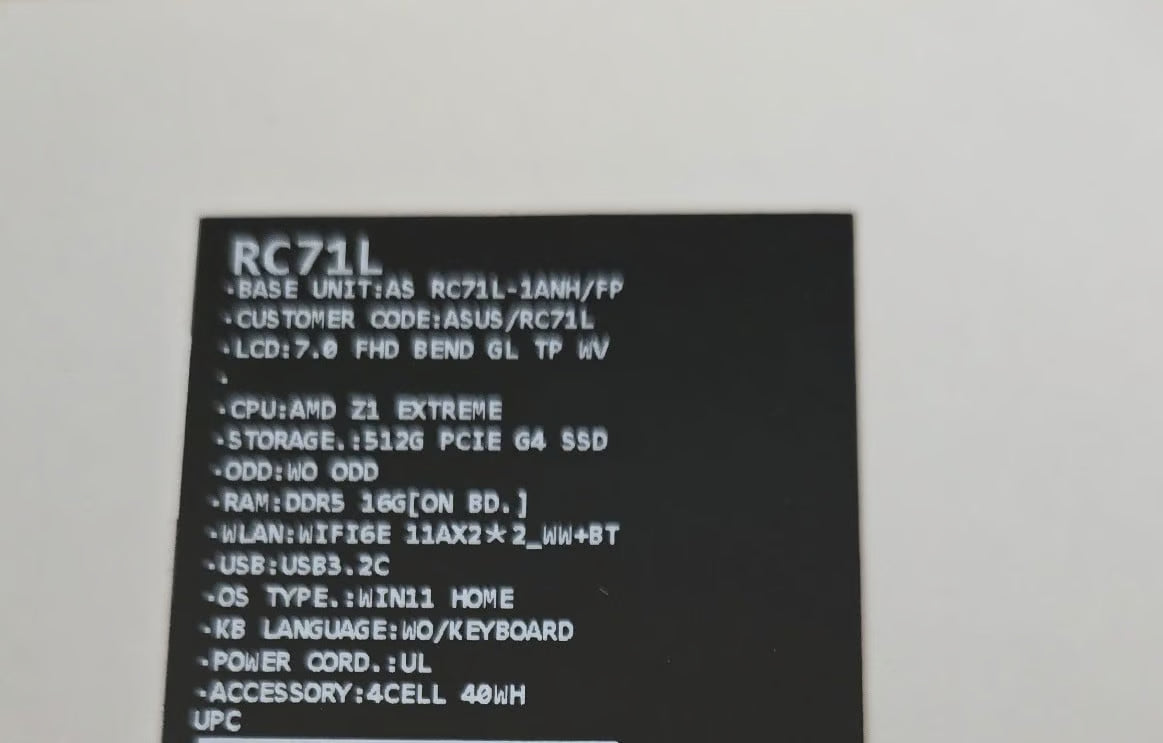 RC71L
-BASE UNIT:AS RC71L-1ANH/FP
-CUSTOMER CODE:ASUS/RC71L
-LCD:7.0 FHD BEND GL TP WV
-
-CPU:AMD Z1 EXTREME
-STORAGE.:512G PCIE G4 SSD
-ODD:WO ODD
-RAM:DDR5 16G[ON BD.]
-WLAN:WIFI6E 11AX2*2_WW+BT
-USB:USB3.2C
-OS TYPE.:WIN11 HOME
-KB LANGUAGE:WO/KEYBOARD
-POWER CORD.:UL
-ACCESSORY:4CELL 40WH
UPC